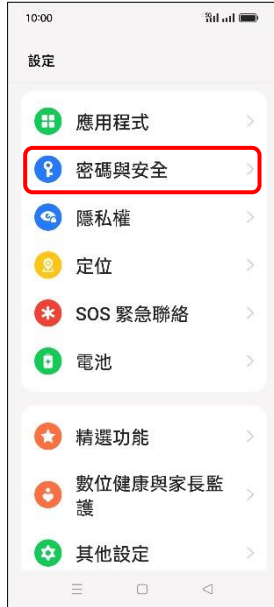 10:00
設定
應用程式
密碼與安全
隱私權
定位
SOS 緊急聯絡
電池
精選功能
數位健康與家長監
護
其他設定